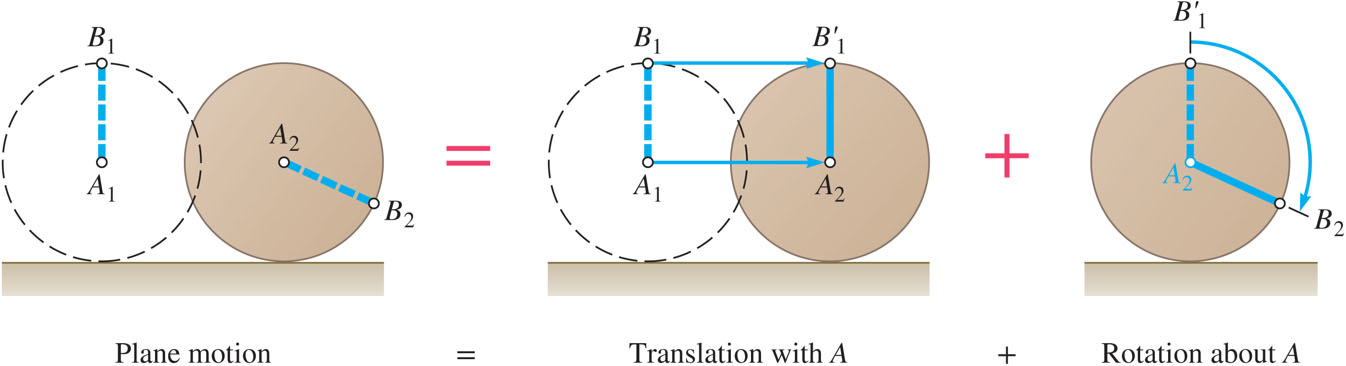 B₁
A₁
A₂
B₂
=
B₁
B′₁
A₁
A₂
+
B′₁
A₂
B₂
Plane motion = Translation with A + Rotation about A